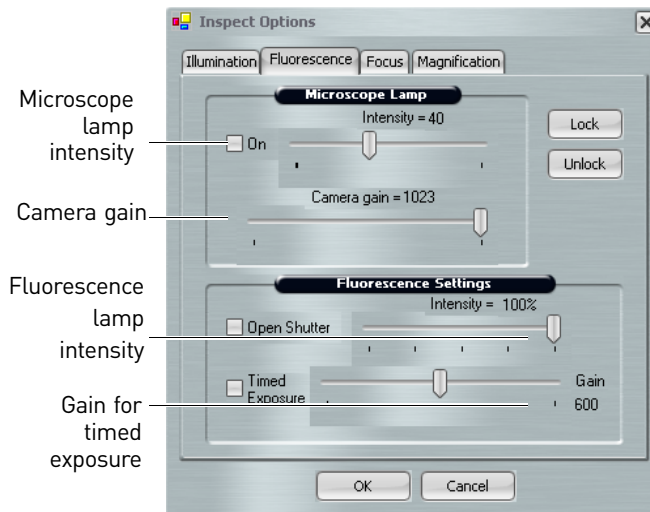 Inspect Options
Illumination Fluorescence Focus Magnification
Microscope Lamp
Microscope
lamp
intensity
Intensity = 40
On
Lock
Unlock
Camera gain
Camera gain = 1023
Fluorescence Settings
Fluorescence
lamp
intensity
Intensity = 100%
Open Shutter
Timed
Exposure
Gain
600
Gain for
timed
exposure
OK Cancel